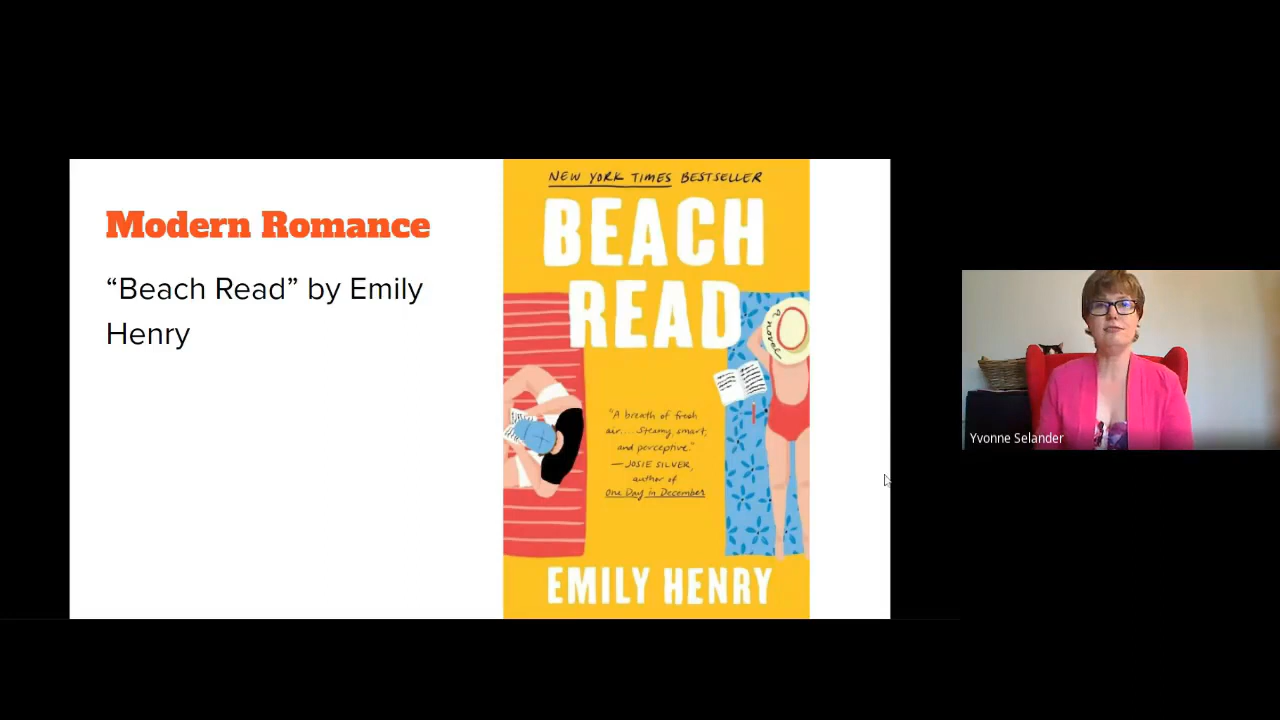 Modern Romance
“Beach Read” by Emily
Henry
NEW YORK TIMES BESTSELLER
BEACH
READ
a novel
"A breath of fresh
air.... Steamy, smart,
and perceptive."
—JOSIE SILVER,
author of
One Day in December
EMILY HENRY
Yvonne Selander